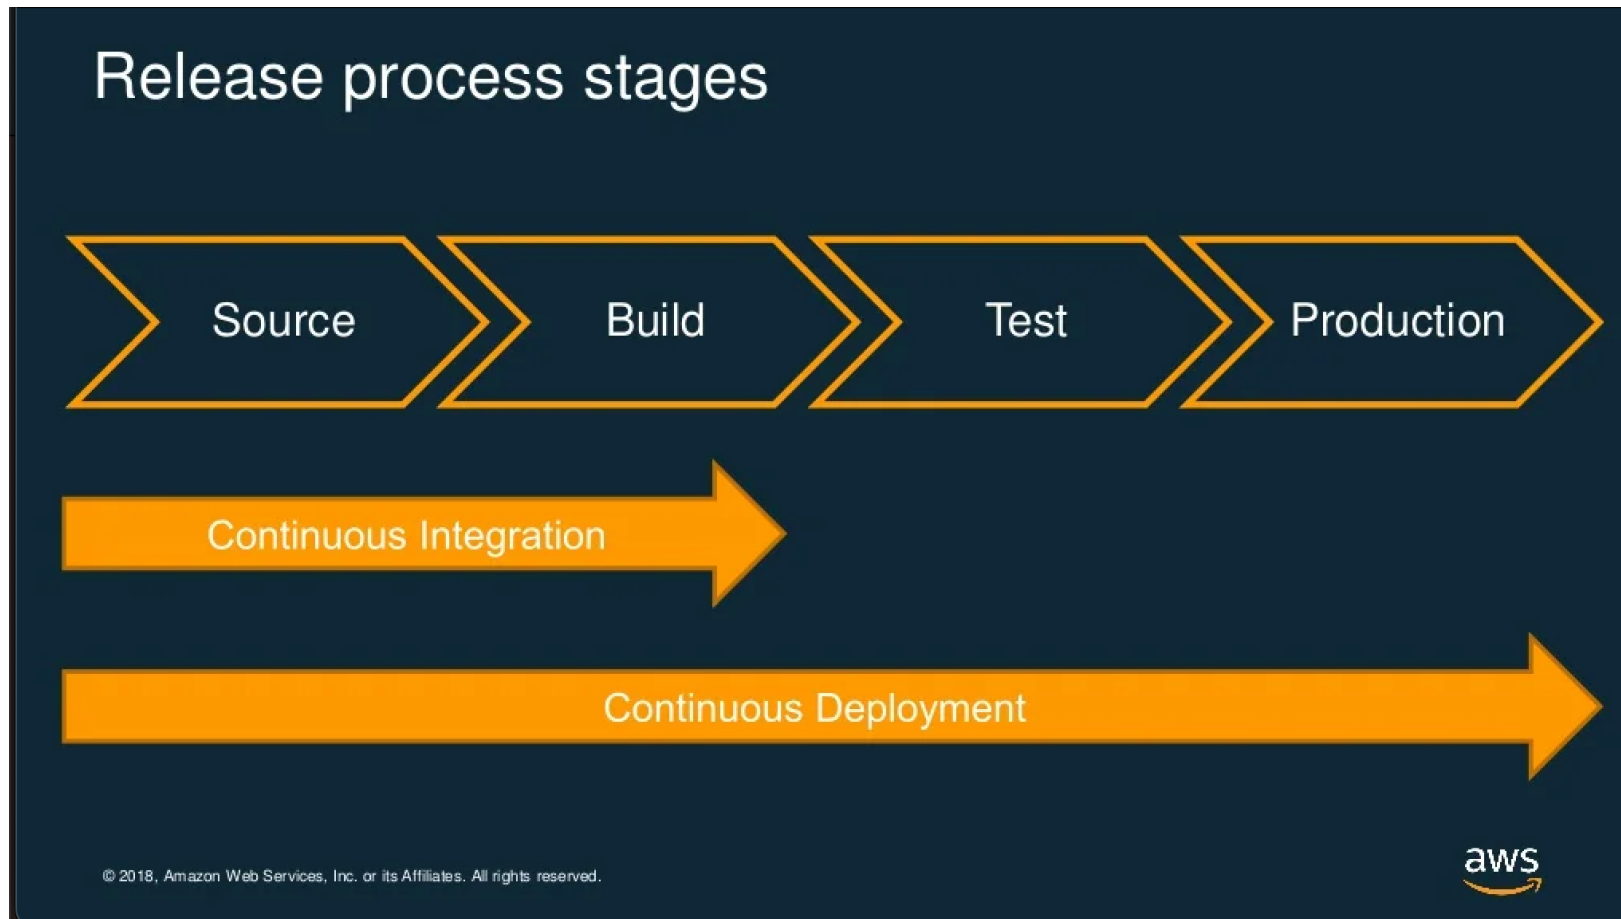 Release process stages
Source
Build
Test
Production
Continuous Integration
Continuous Deployment
© 2018, Amazon Web Services, Inc. or its Affiliates. All rights reserved.
aws